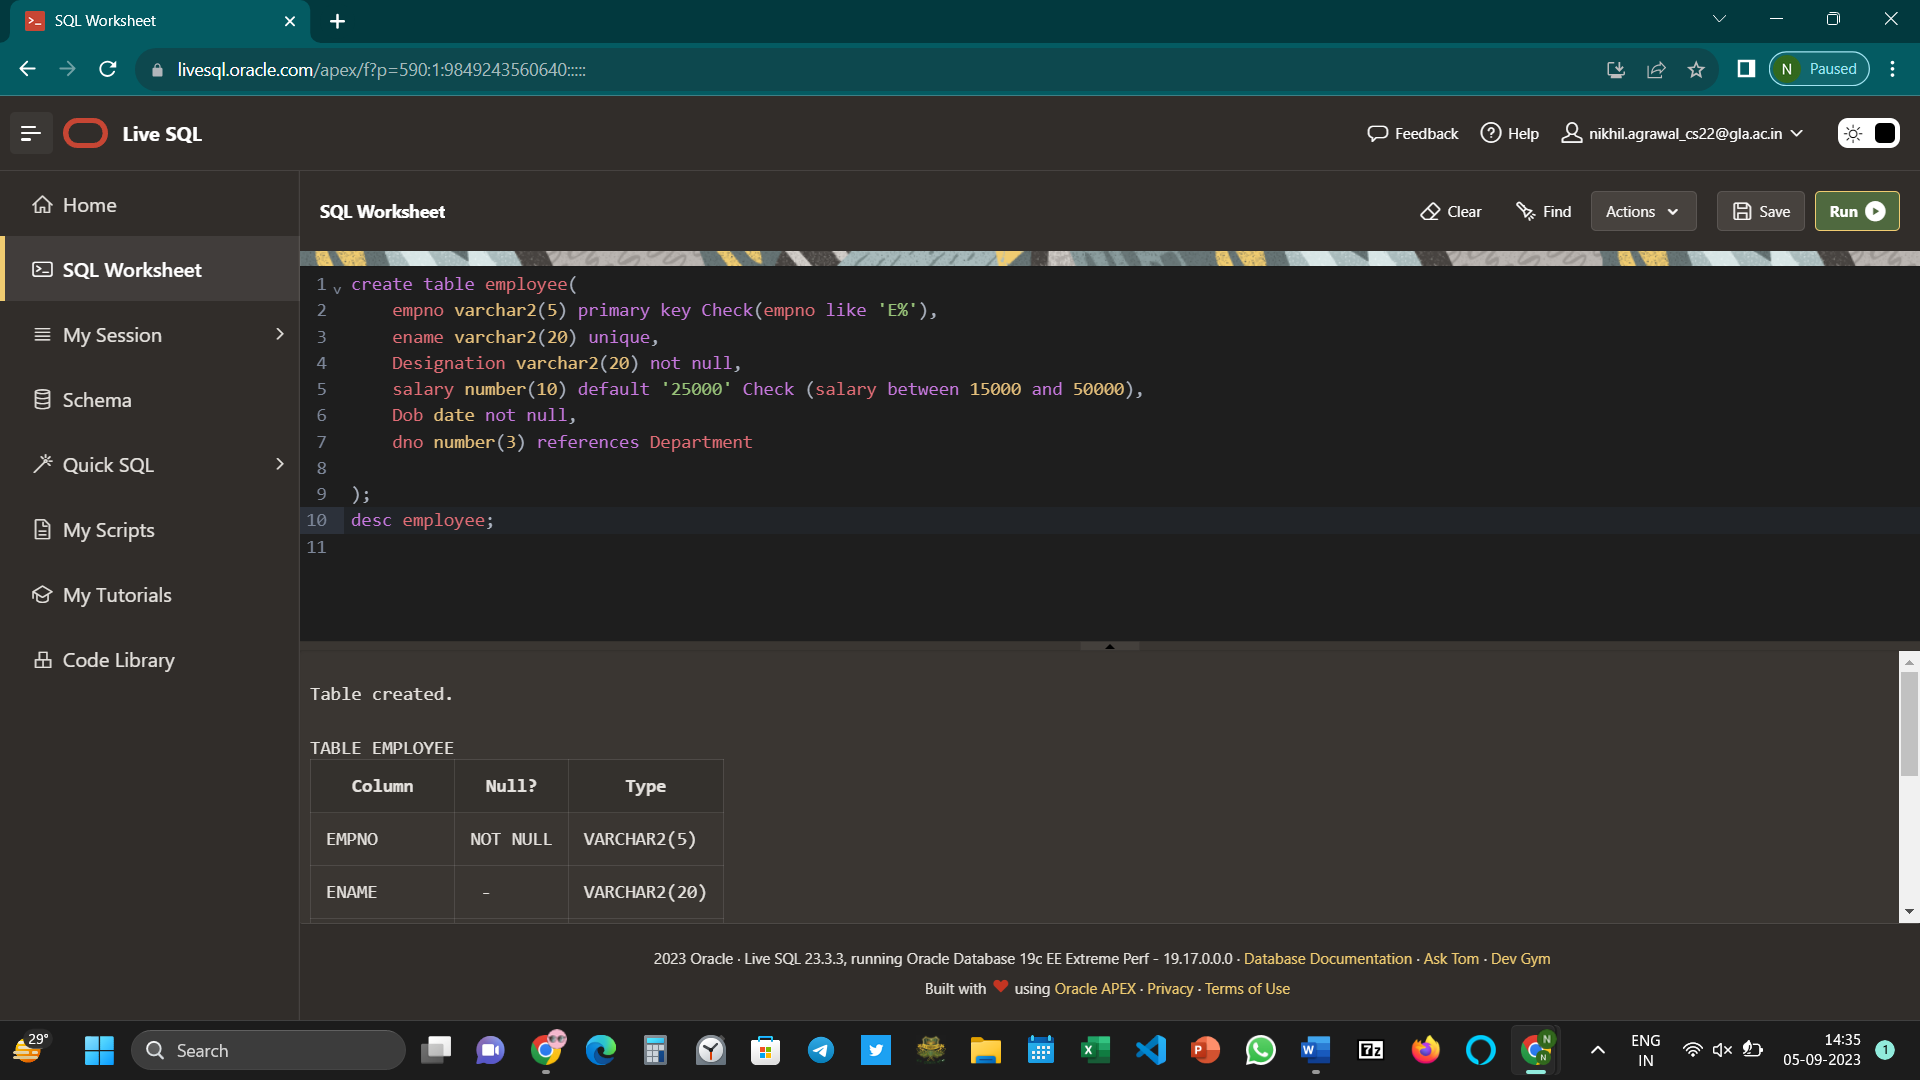 SQL Worksheet
livesql.oracle.com/apex/f?p=590:1:9849243560640:::::
N Paused
Live SQL
Feedback
Help
nikhil.agrawal_cs22@gla.ac.in
Home
SQL Worksheet
My Session
Schema
Quick SQL
My Scripts
My Tutorials
Code Library
SQL Worksheet
Clear
Find
Actions
Save
Run
1 create table employee(
2 empno varchar2(5) primary key Check(empno like 'E%'),
3 ename varchar2(20) unique,
4 Designation varchar2(20) not null,
5 salary number(10) default '25000' Check (salary between 15000 and 50000),
6 Dob date not null,
7 dno number(3) references Department
8
9 );
10 desc employee;
11
Table created.
TABLE EMPLOYEE
Column Null? Type
EMPNO NOT NULL VARCHAR2(5)
ENAME - VARCHAR2(20)
2023 Oracle · Live SQL 23.3.3, running Oracle Database 19c EE Extreme Perf - 19.17.0.0.0 · Database Documentation · Ask Tom · Dev Gym
Built with ❤ using Oracle APEX · Privacy · Terms of Use
29°
Search
7z
N
N
ENG
IN
14:35
05-09-2023
1